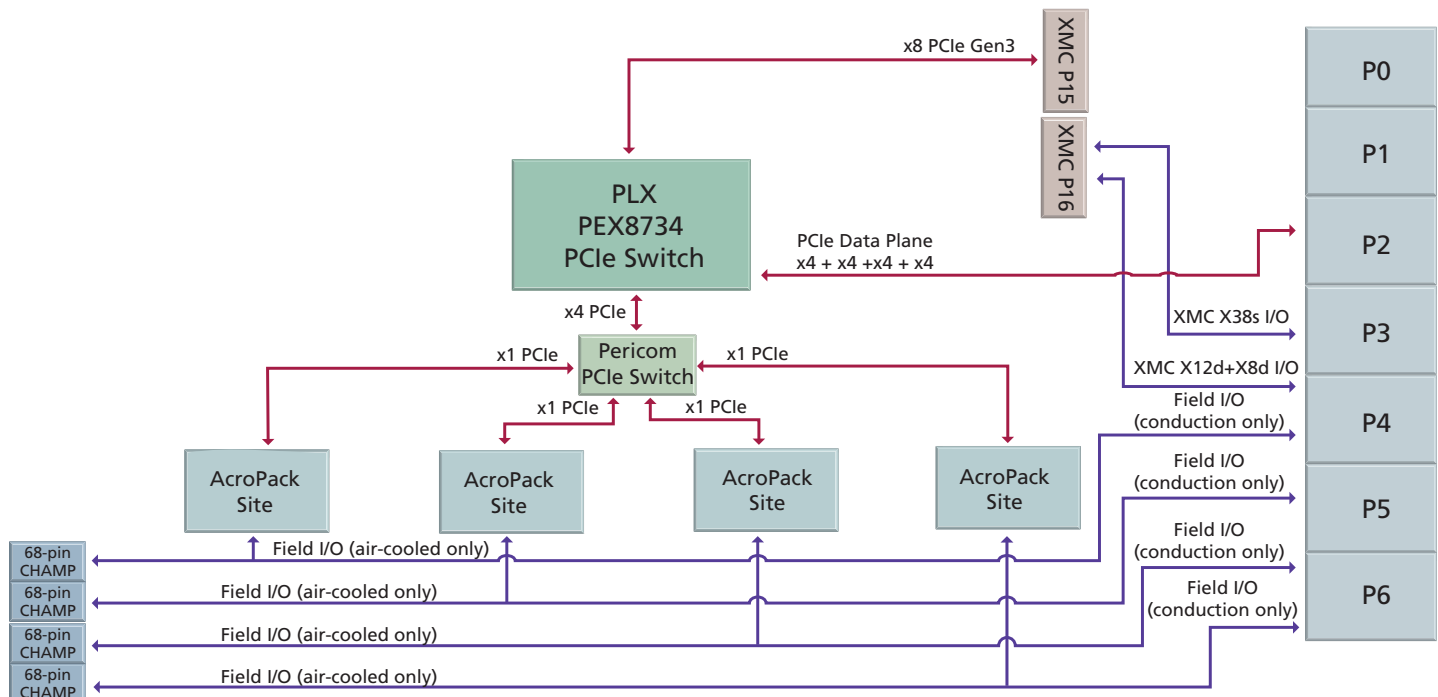 x8 PCIe Gen3
XMC P15
XMC P16
P0
P1
P2
P3
P4
P5
P6
PLX
PEX8734
PCIe Switch
PCIe Data Plane
x4 + x4 +x4 + x4
x4 PCIe
XMC X38s I/O
Pericom
PCIe Switch
x1 PCIe
x1 PCIe
x1 PCIe
x1 PCIe
XMC X12d+X8d I/O
Field I/O
(conduction only)
Field I/O
(conduction only)
Field I/O
(conduction only)
Field I/O
(conduction only)
AcroPack
Site
AcroPack
Site
AcroPack
Site
AcroPack
Site
68-pin
CHAMP
Field I/O (air-cooled only)
68-pin
CHAMP
Field I/O (air-cooled only)
68-pin
CHAMP
Field I/O (air-cooled only)
68-pin
CHAMP
Field I/O (air-cooled only)